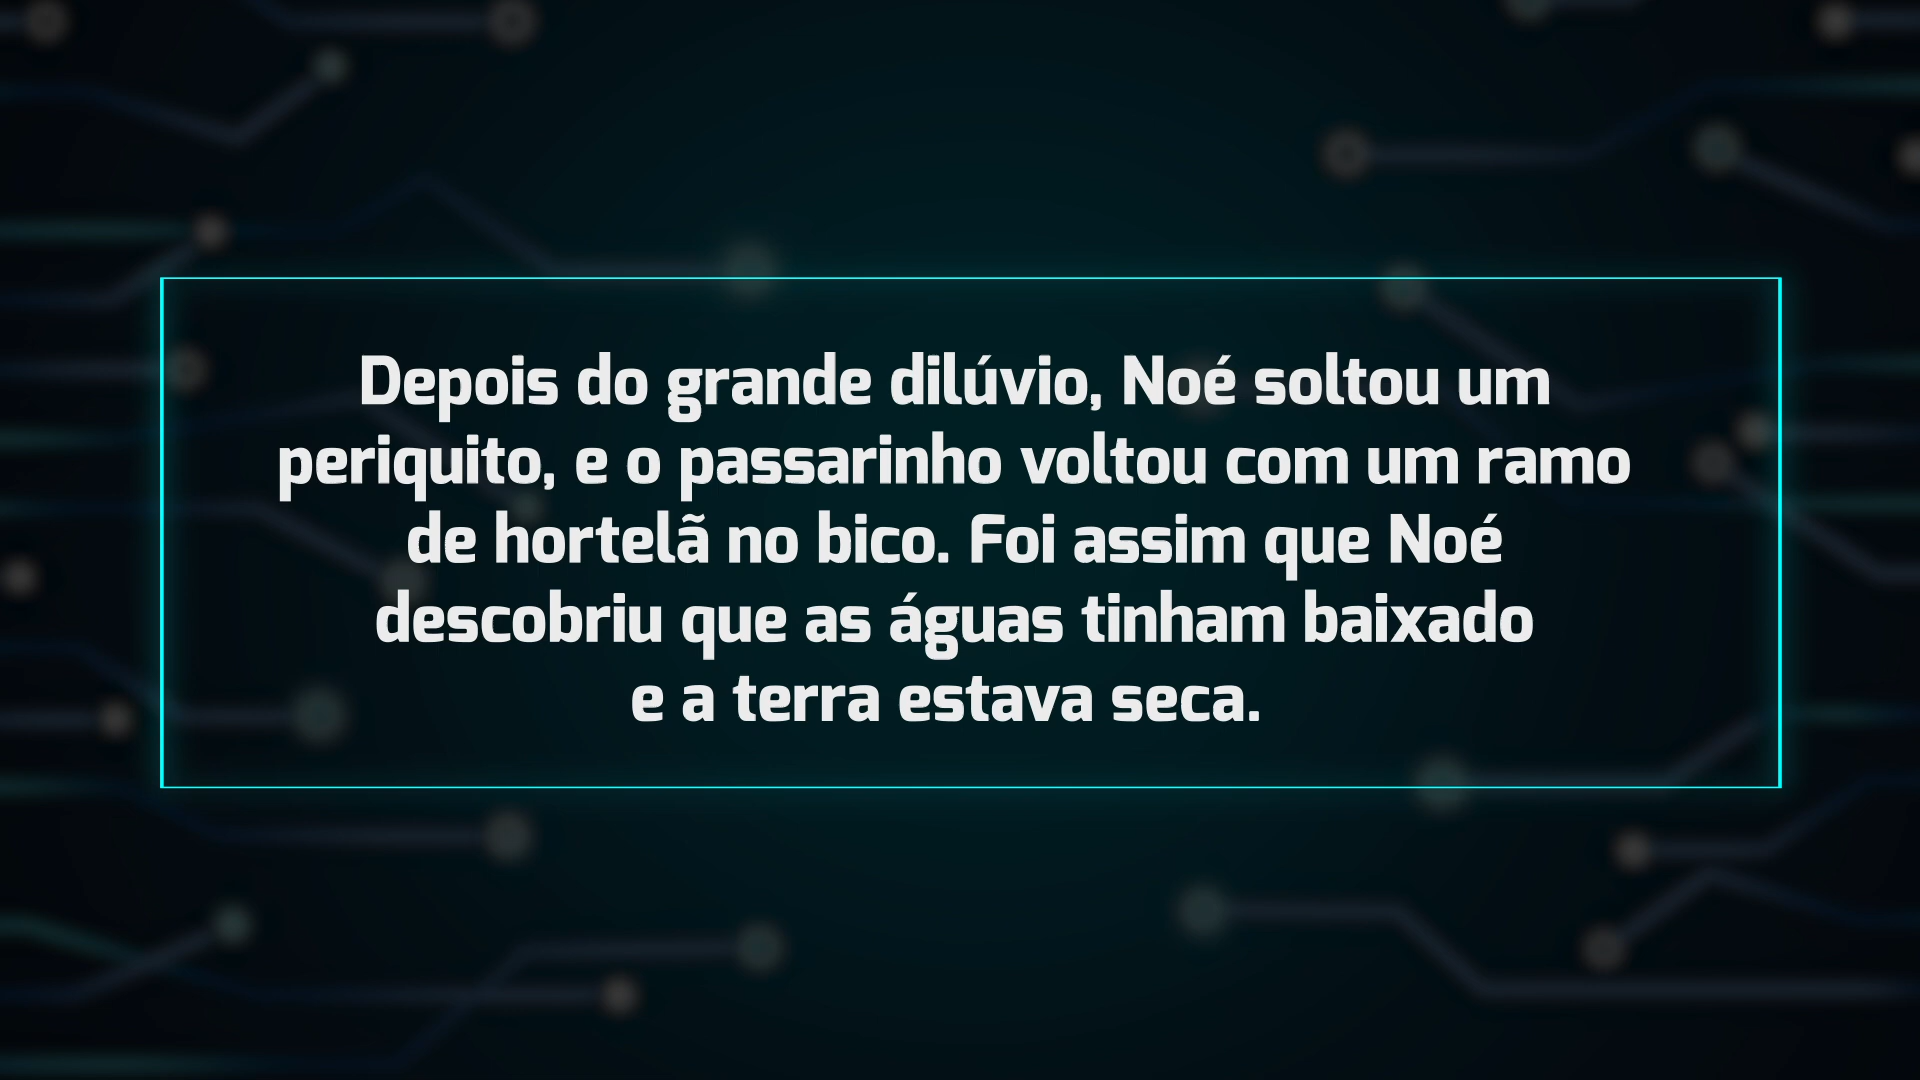 Depois do grande dilúvio, Noé soltou um
periquito, e o passarinho voltou com um ramo
de hortelã no bico. Foi assim que Noé
descobriu que as águas tinham baixado
e a terra estava seca.